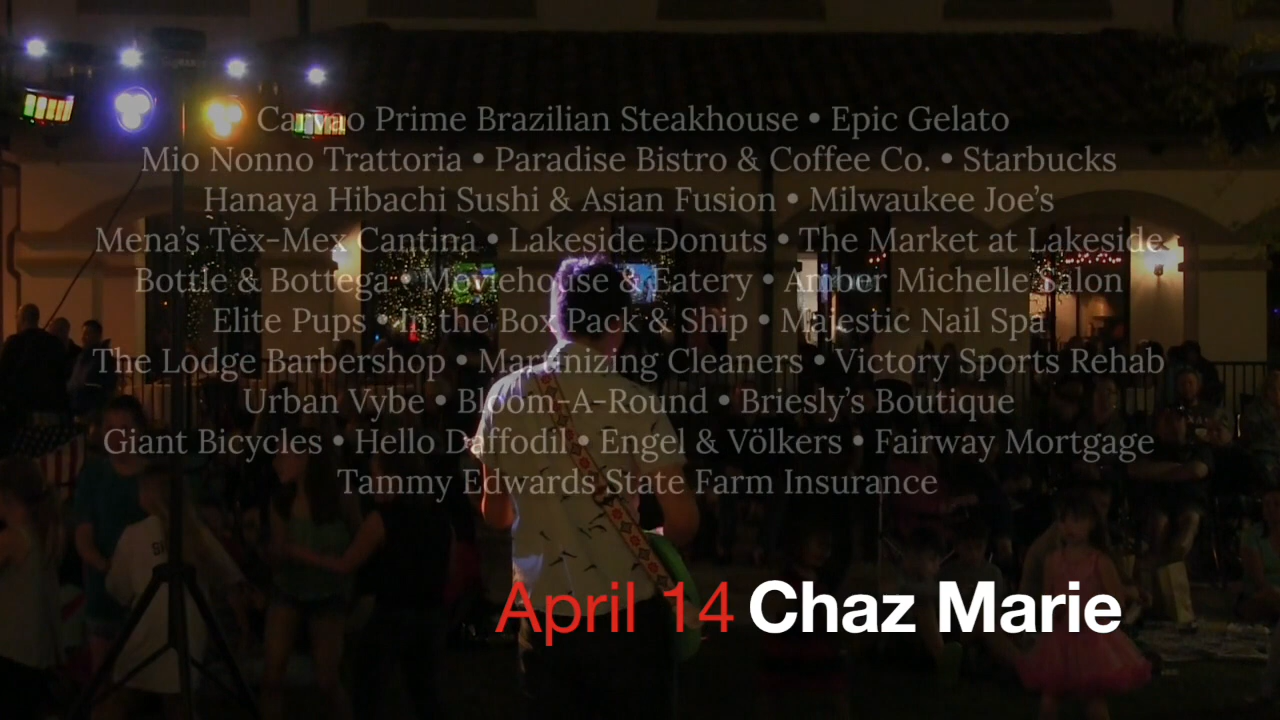 Carvao Prime Brazilian Steakhouse • Epic Gelato
Mio Nonno Trattoria • Paradise Bistro & Coffee Co. • Starbucks
Hanaya Hibachi Sushi & Asian Fusion • Milwaukee Joe’s
Mena’s Tex-Mex Cantina • Lakeside Donuts • The Market at Lakeside
Bottle & Bottega • Moviehouse & Eatery • Amber Michelle Salon
Elite Pups • In the Box Pack & Ship • Majestic Nail Spa
The Lodge Barbershop • Martinizing Cleaners • Victory Sports Rehab
Urban Vybe • Bloom-A-Round • Briesly’s Boutique
Giant Bicycles • Hello Daffodil • Engel & Völkers • Fairway Mortgage
Tammy Edwards State Farm Insurance
April 14 Chaz Marie